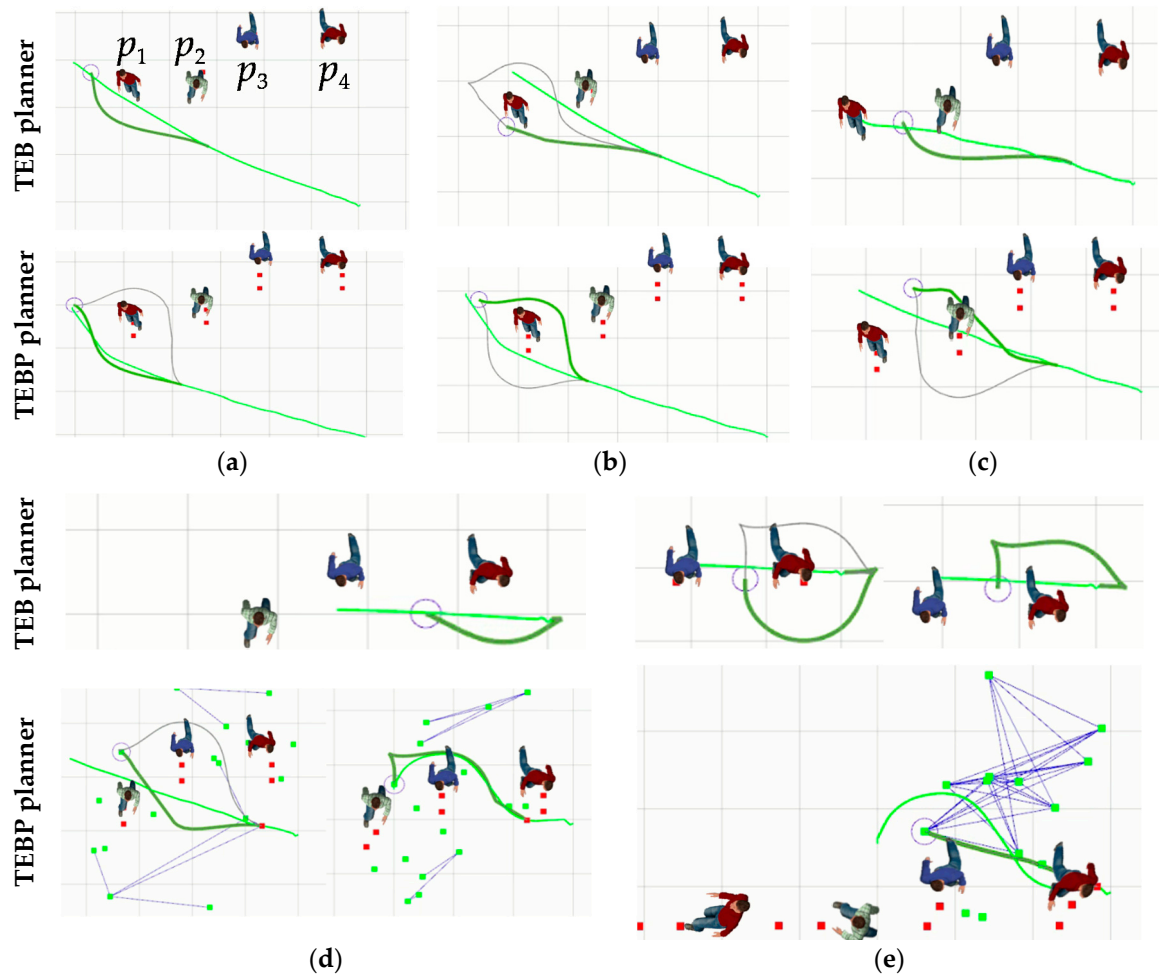 TEB planner
p₁ p₂ p₃ p₄
TEBP planner
(a) (b) (c)
TEB planner
TEBP planner
(d) (e)